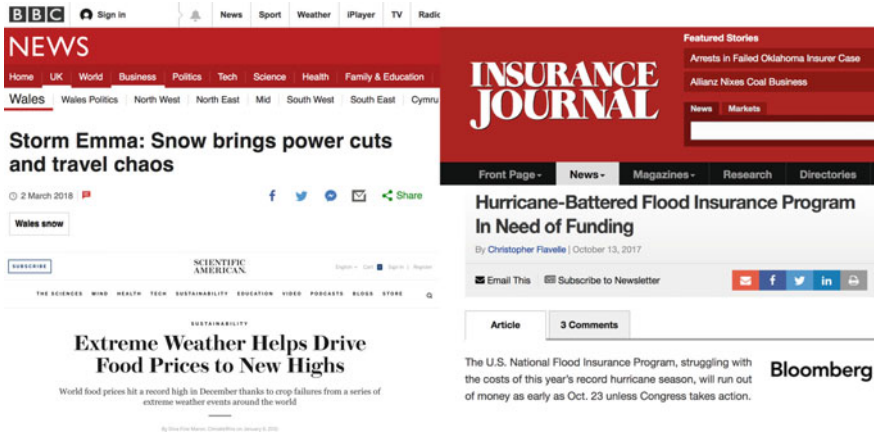 BBC Sign in News Sport Weather iPlayer TV Radio
NEWS
Home UK World Business Politics Tech Science Health Family & Education
Wales Wales Politics North West North East Mid South West South East Cymru
Storm Emma: Snow brings power cuts
and travel chaos
2 March 2018
Share
Wales snow
SUBSCRIBE
SCIENTIFIC
AMERICAN
English Cart Sign In Register
THE SCIENCES MIND HEALTH TECH SUSTAINABILITY EDUCATION VIDEO PODCASTS BLOGS STORE
SUSTAINABILITY
Extreme Weather Helps Drive
Food Prices to New Highs
World food prices hit a record high in December thanks to crop failures from a series of
extreme weather events around the world
INSURANCE
JOURNAL
Featured Stories
Arrests in Failed Oklahoma Insurer Case
Allianz Nixes Coal Business
News Markets
Front Page News Magazines Research Directories
Hurricane-Battered Flood Insurance Program
In Need of Funding
By Christopher Flavelle | October 13, 2017
Email This Subscribe to Newsletter
Article 3 Comments
The U.S. National Flood Insurance Program, struggling with
the costs of this year's record hurricane season, will run out
of money as early as Oct. 23 unless Congress takes action.
Bloomberg